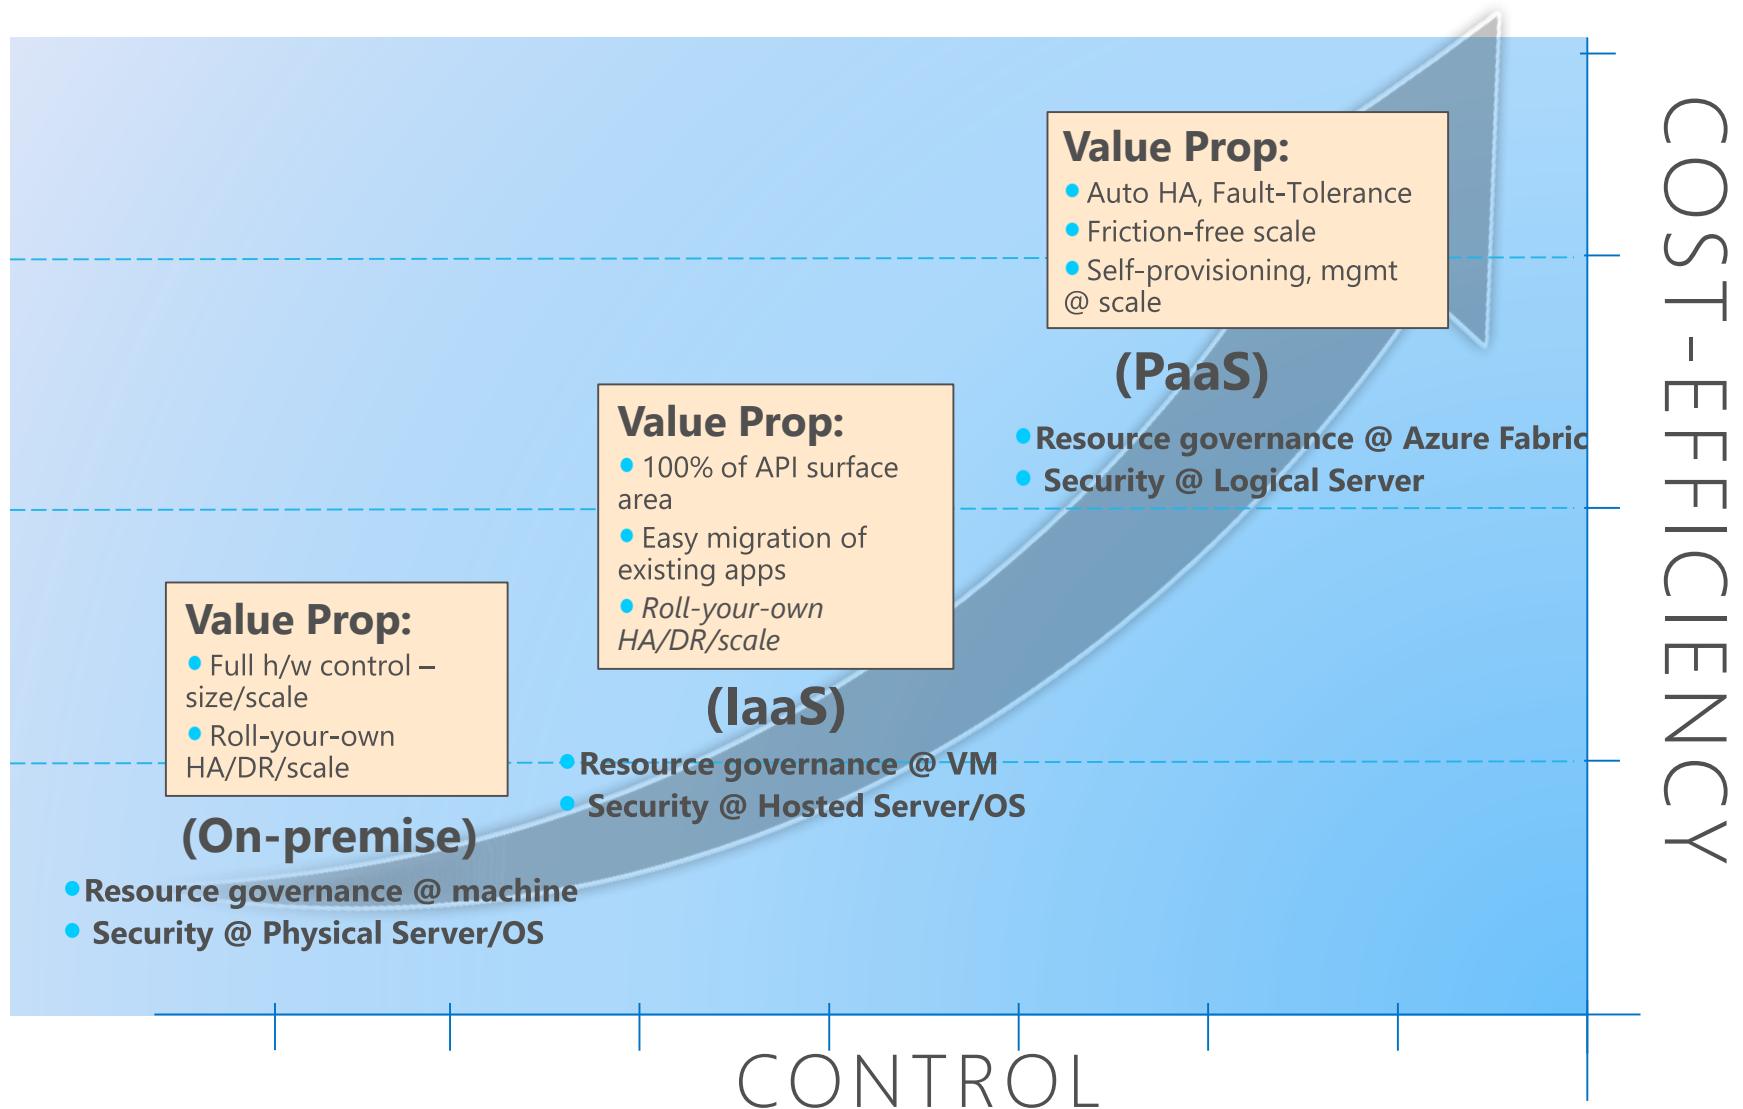 Value Prop:
• Auto HA, Fault-Tolerance
• Friction-free scale
• Self-provisioning, mgmt
@ scale
(PaaS)
• Resource governance @ Azure Fabric
• Security @ Logical Server
Value Prop:
• 100% of API surface
area
• Easy migration of
existing apps
• Roll-your-own
HA/DR/scale
(IaaS)
• Resource governance @ VM
• Security @ Hosted Server/OS
Value Prop:
• Full h/w control –
size/scale
• Roll-your-own
HA/DR/scale
(On-premise)
• Resource governance @ machine
• Security @ Physical Server/OS
CONTROL
COST-EFFICIENCY